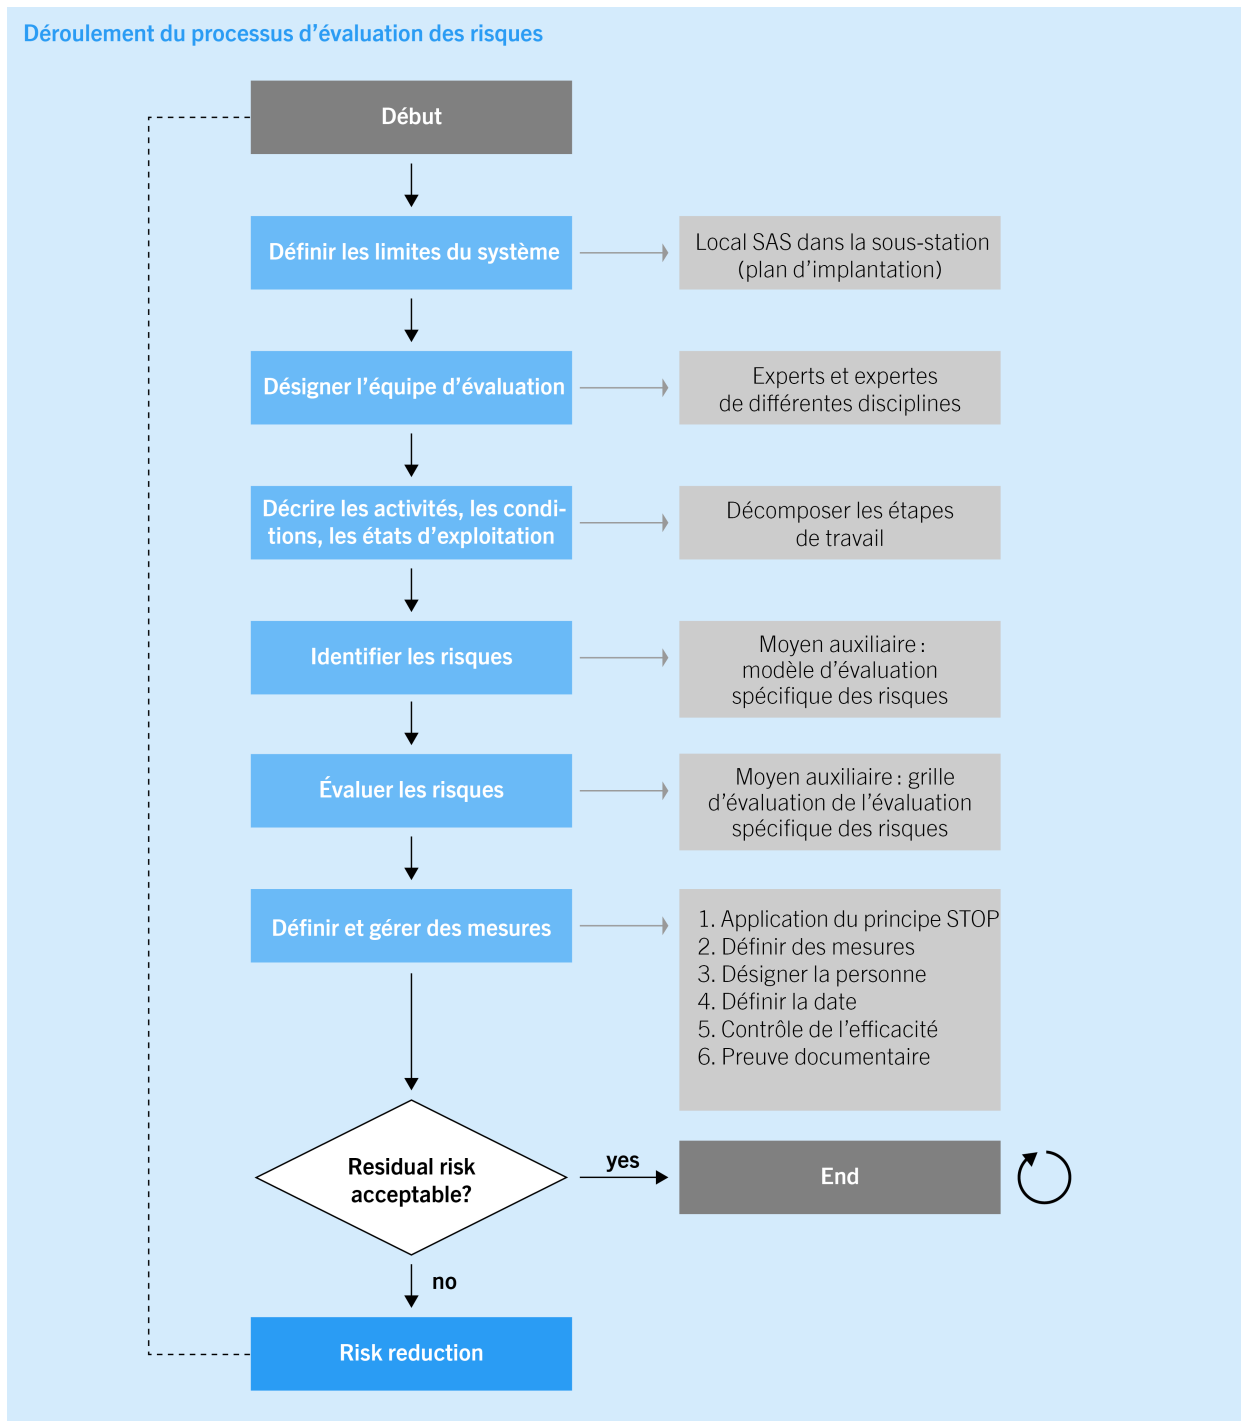 Déroulement du processus d’évaluation des risques
Début
Définir les limites du système
Local SAS dans la sous-station
(plan d’implantation)
Désigner l’équipe d’évaluation
Experts et expertes
de différentes disciplines
Décrire les activités, les condi-
tions, les états d’exploitation
Décomposer les étapes
de travail
Identifier les risques
Moyen auxiliaire :
modèle d’évaluation
spécifique des risques
Évaluer les risques
Moyen auxiliaire : grille
d’évaluation de l’évaluation
spécifique des risques
Définir et gérer des mesures
1. Application du principe STOP
2. Définir des mesures
3. Désigner la personne
4. Définir la date
5. Contrôle de l’efficacité
6. Preuve documentaire
Residual risk
acceptable?
yes
End
no
Risk reduction